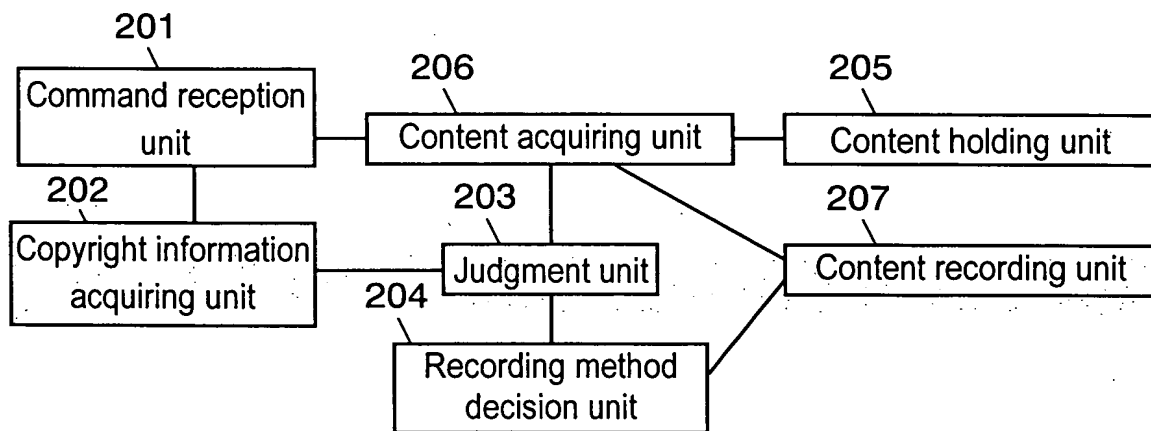 201
Command reception
unit
206
Content acquiring unit
205
Content holding unit
202
Copyright information
acquiring unit
203
Judgment unit
207
Content recording unit
204
Recording method
decision unit